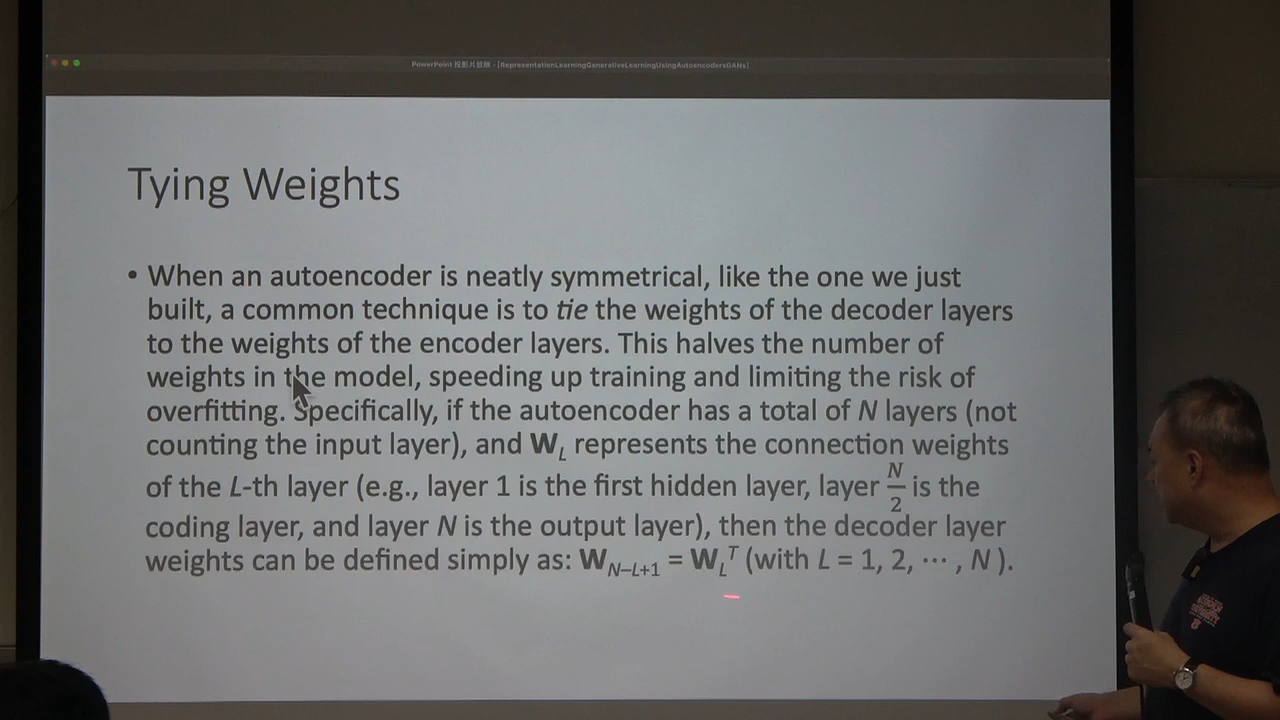 PowerPoint 投影片放映 - [RepresentationLearningGenerativeLearningUsingAutoencodersGANs]
Tying Weights
• When an autoencoder is neatly symmetrical, like the one we just
built, a common technique is to tie the weights of the decoder layers
to the weights of the encoder layers. This halves the number of
weights in the model, speeding up training and limiting the risk of
overfitting. Specifically, if the autoencoder has a total of N layers (not
counting the input layer), and W_L represents the connection weights
of the L-th layer (e.g., layer 1 is the first hidden layer, layer N/2 is the
coding layer, and layer N is the output layer), then the decoder layer
weights can be defined simply as: W_{N–L+1} = W_L^T (with L = 1, 2, ⋯ , N ).